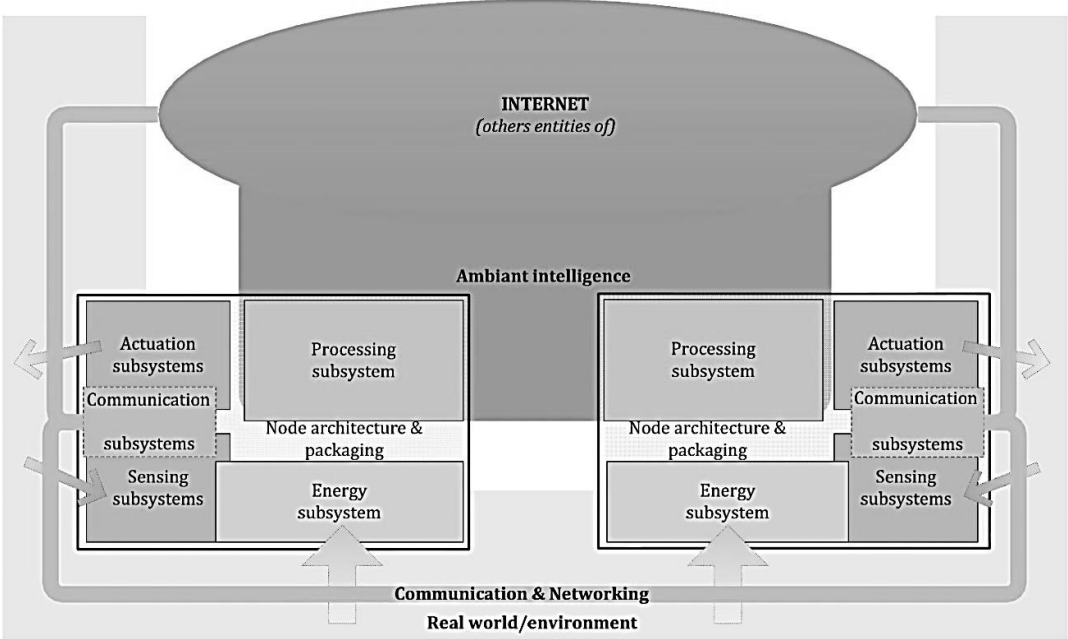 INTERNET
(others entities of)
Ambiant intelligence
Actuation
subsystems
Processing
subsystem
Communication
subsystems
Node architecture &
packaging
Sensing
subsystems
Energy
subsystem
Processing
subsystem
Actuation
subsystems
Communication
subsystems
Node architecture &
packaging
Energy
subsystem
Sensing
subsystems
Communication & Networking
Real world/environment